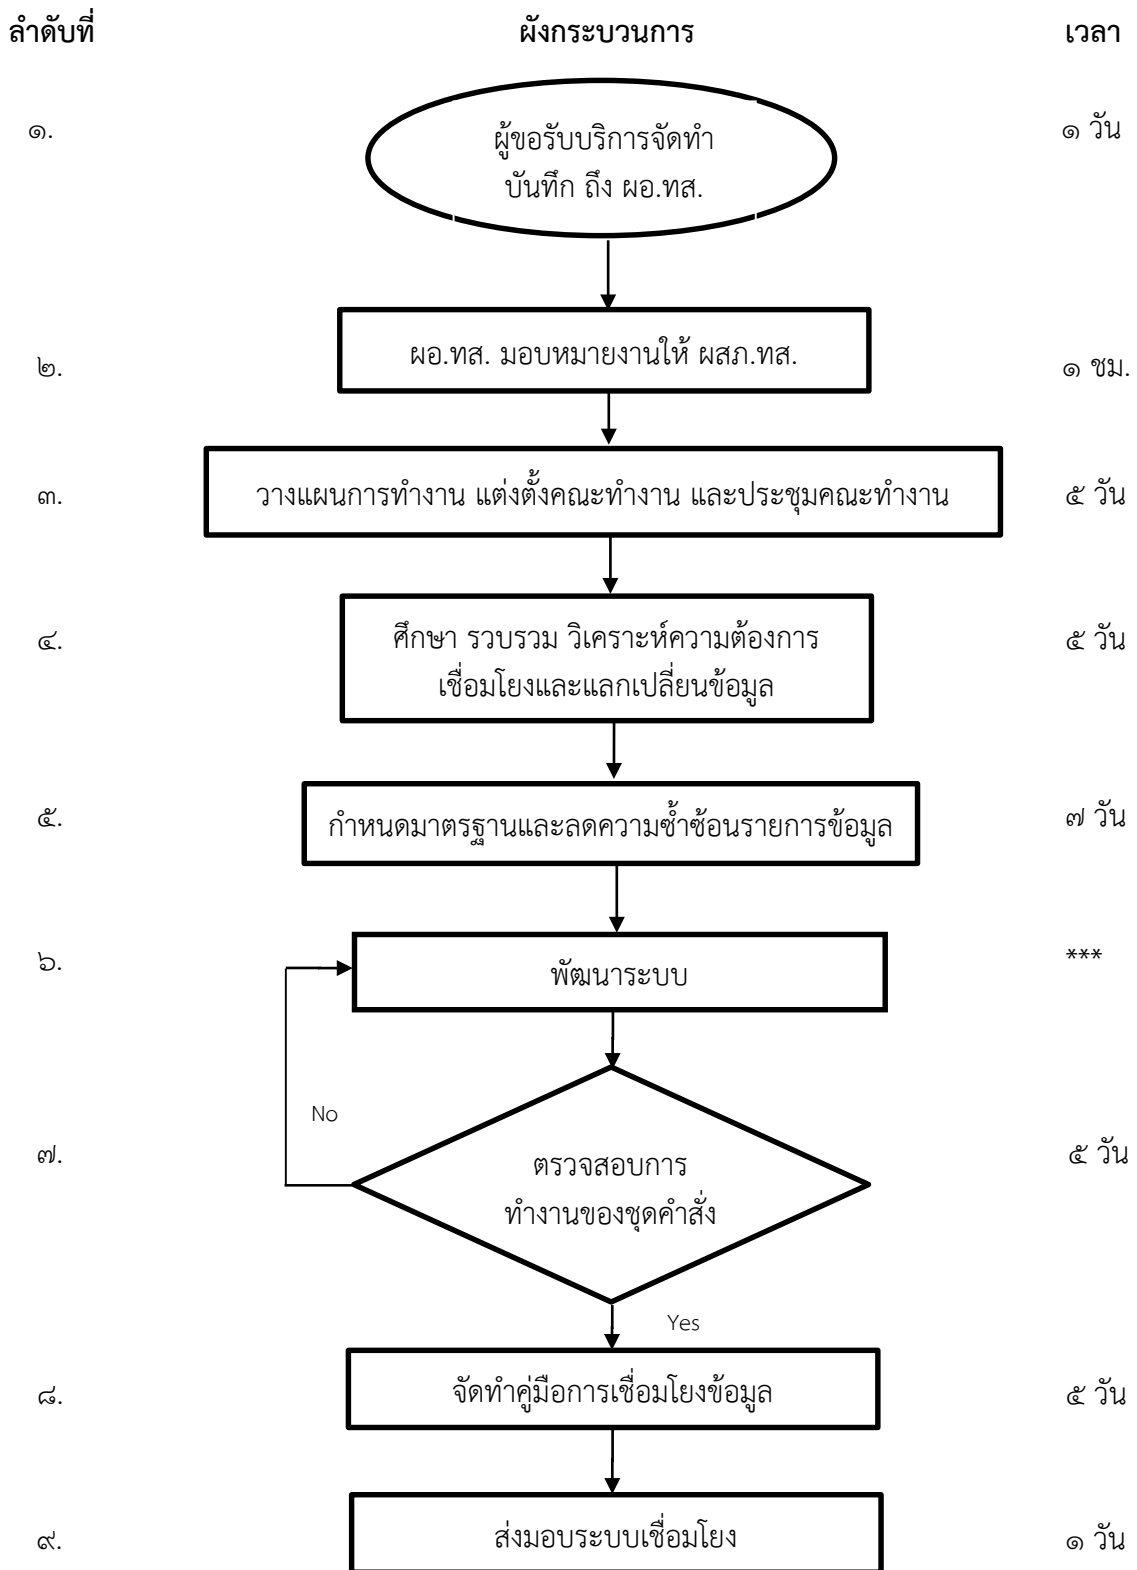 ลำดับที่ ผังกระบวนการ เวลา
๑. ผู้ขอรับบริการจัดทำ ๑ วัน
บันทึก ถึง ผอ.ทส.
๒. ผอ.ทส. มอบหมายงานให้ ผสภ.ทส. ๑ ชม.
๓. วางแผนการทำงาน แต่งตั้งคณะทำงาน และประชุมคณะทำงาน ๕ วัน
๔. ศึกษา รวบรวม วิเคราะห์ความต้องการ ๕ วัน
เชื่อมโยงและแลกเปลี่ยนข้อมูล
๕. กำหนดมาตรฐานและลดความซ้ำซ้อนรายการข้อมูล ๗ วัน
๖. พัฒนาระบบ ***
No
๗. ตรวจสอบการ ๕ วัน
ทำงานของชุดคำสั่ง
Yes
๘. จัดทำคู่มือการเชื่อมโยงข้อมูล ๕ วัน
๙. ส่งมอบระบบเชื่อมโยง ๑ วัน